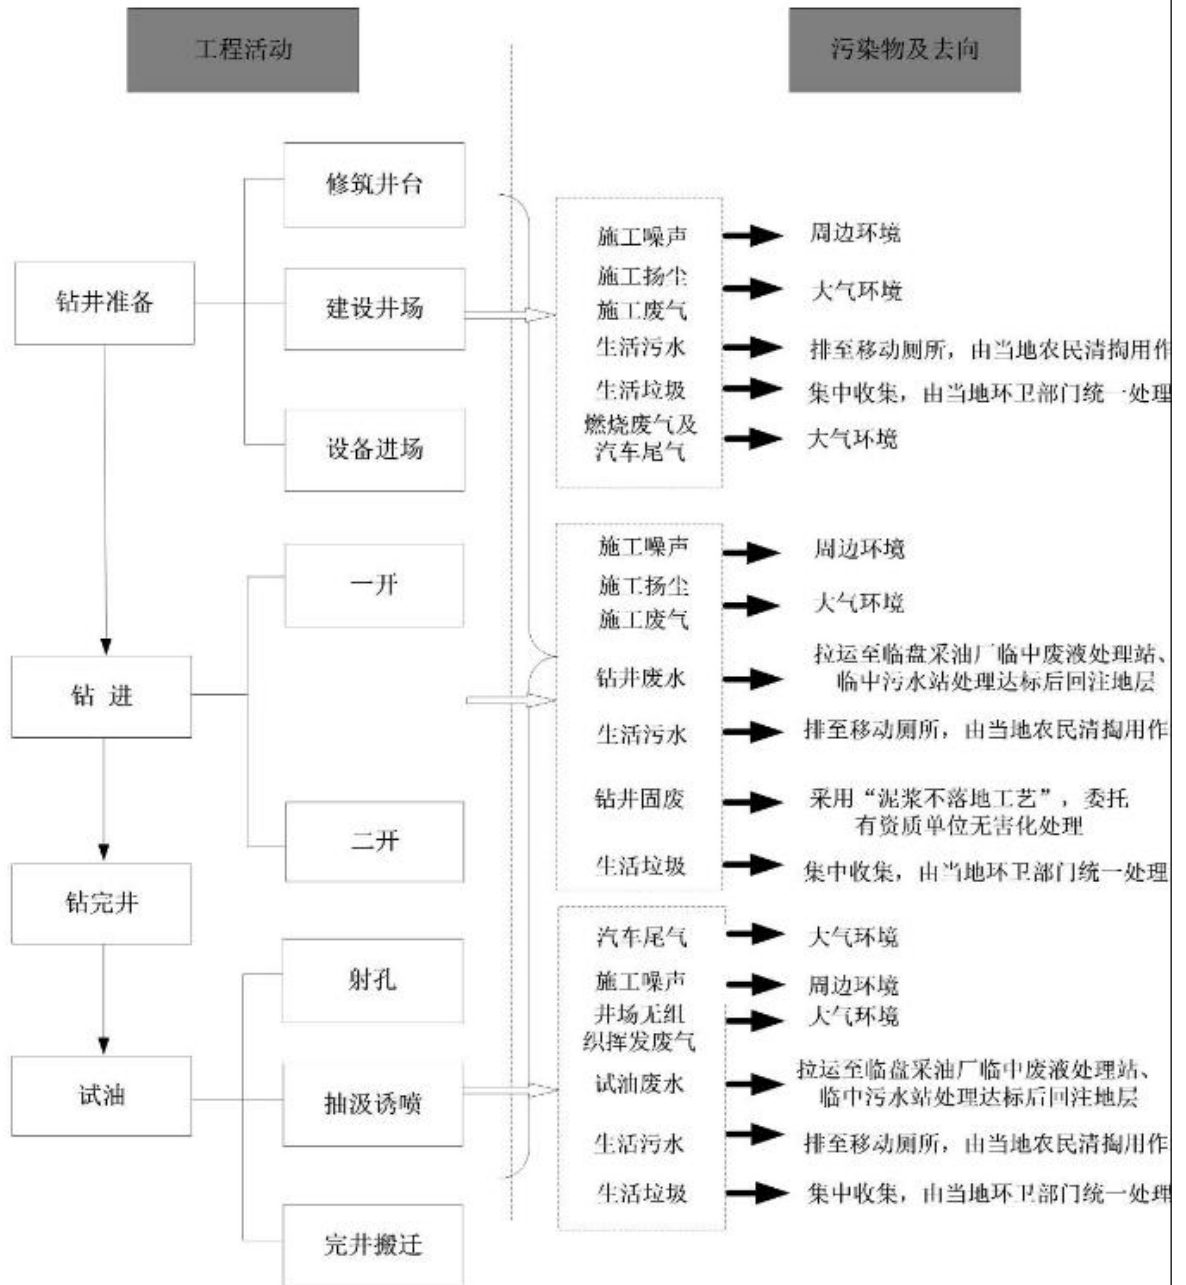 工程活动
污染物及去向
修筑井台
钻井准备
建设井场
设备进场
施工噪声
周边环境
施工扬尘
施工废气
大气环境
生活污水
排至移动厕所，由当地农民清掏用作
生活垃圾
集中收集，由当地环卫部门统一处理
燃烧废气及
汽车尾气
大气环境
一开
钻 进
二开
施工噪声
周边环境
施工扬尘
施工废气
大气环境
钻井废水
拉运至临盘采油厂临中废液处理站、
临中污水站处理达标后回注地层
生活污水
排至移动厕所，由当地农民清掏用作
钻井固废
采用“泥浆不落地工艺”，委托
有资质单位无害化处理
生活垃圾
集中收集，由当地环卫部门统一处理
钻完井
射孔
试油
抽汲诱喷
完井搬迁
汽车尾气
大气环境
施工噪声
周边环境
井场无组
织挥发废气
大气环境
试油废水
拉运至临盘采油厂临中废液处理站、
临中污水站处理达标后回注地层
生活污水
排至移动厕所，由当地农民清掏用作
生活垃圾
集中收集，由当地环卫部门统一处理